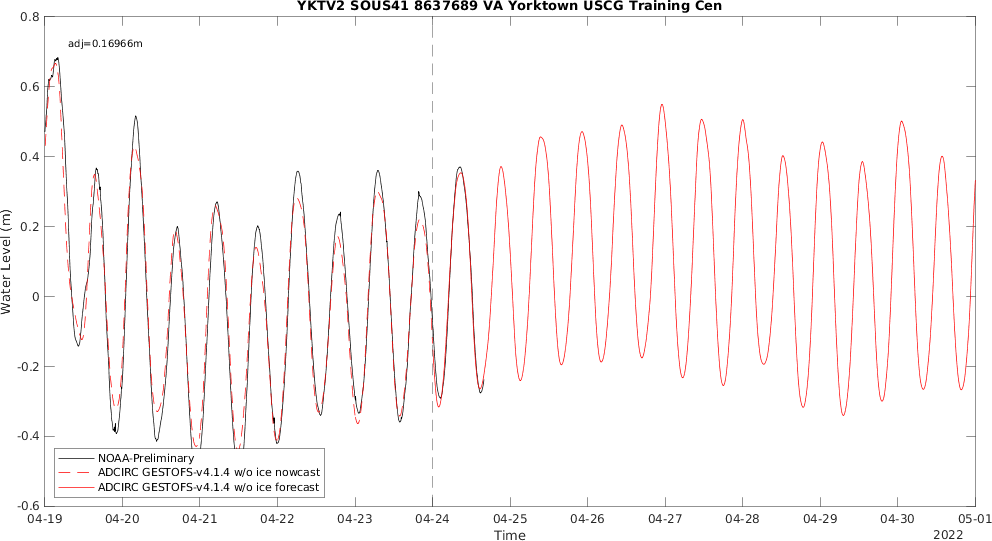 YKTV2 SOUS41 8637689 VA Yorktown USCG Training Cen
adj=0.16966m
0.8
0.6
0.4
0.2
0
-0.2
-0.4
-0.6
Water Level (m)
NOAA-Preliminary
ADCIRC GESTOFS-v4.1.4 w/o ice nowcast
ADCIRC GESTOFS-v4.1.4 w/o ice forecast
04-19 04-20 04-21 04-22 04-23 04-24 04-25 04-26 04-27 04-28 04-29 04-30 05-01
Time
2022